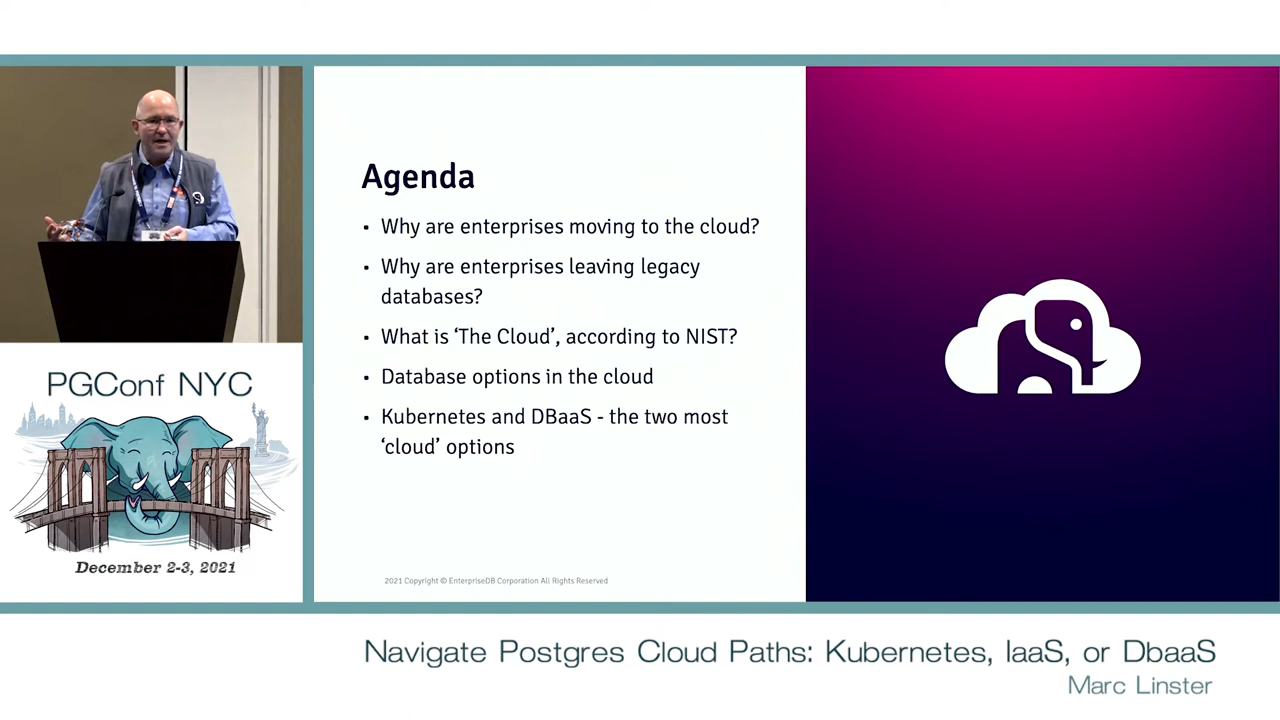 Agenda
Why are enterprises moving to the cloud?
Why are enterprises leaving legacy
databases?
What is ‘The Cloud’, according to NIST?
Database options in the cloud
Kubernetes and DBaaS - the two most
‘cloud’ options
2021 Copyright © EnterpriseDB Corporation All Rights Reserved
PGConf NYC
December 2-3, 2021
Navigate Postgres Cloud Paths: Kubernetes, IaaS, or DbaaS
Marc Linster